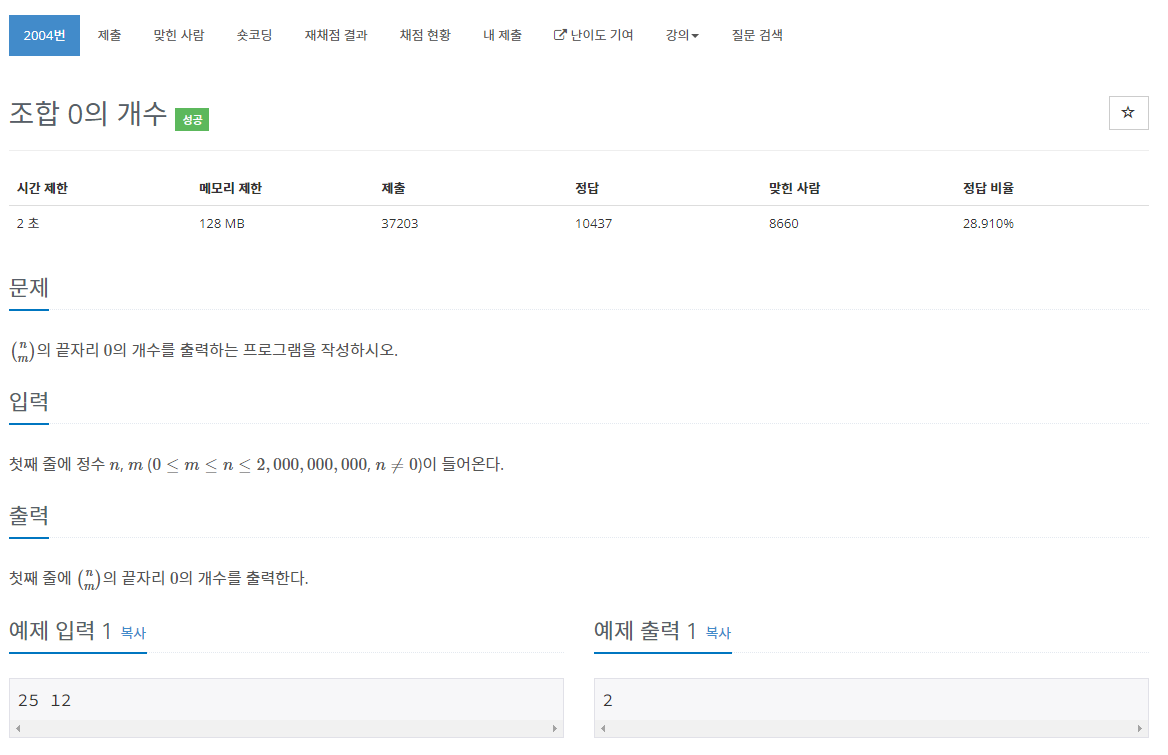 2004번 제출 맞힌 사람 숏코딩 재채점 결과 채점 현황 내 제출 난이도 기여 강의 질문 검색
조합 0의 개수 성공
시간 제한 메모리 제한 제출 정답 맞힌 사람 정답 비율
2 초 128 MB 37203 10437 8660 28.910%
문제
(n m)의 끝자리 0의 개수를 출력하는 프로그램을 작성하시오.
입력
첫째 줄에 정수 n, m (0 ≤ m ≤ n ≤ 2,000,000,000, n ≠ 0)이 들어온다.
출력
첫째 줄에 (n m)의 끝자리 0의 개수를 출력한다.
예제 입력 1 복사
25 12
예제 출력 1 복사
2